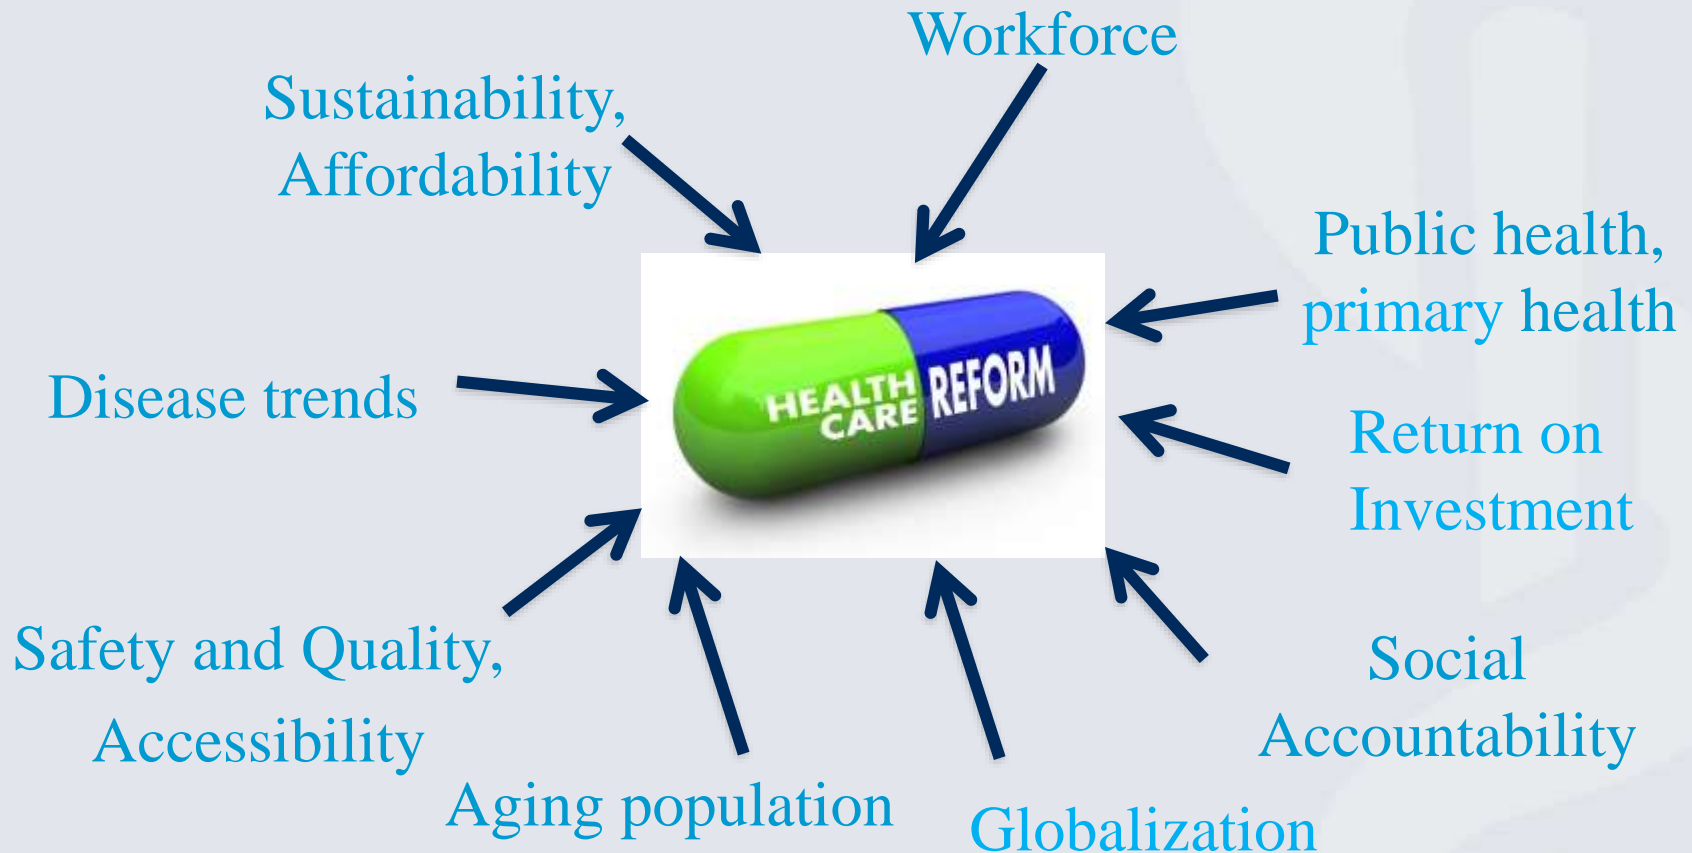 Workforce
Sustainability,
Affordability
Public health,
primary health
Disease trends
HEALTH
CARE
REFORM
Return on
Investment
Safety and Quality,
Accessibility
Social
Accountability
Aging population
Globalization